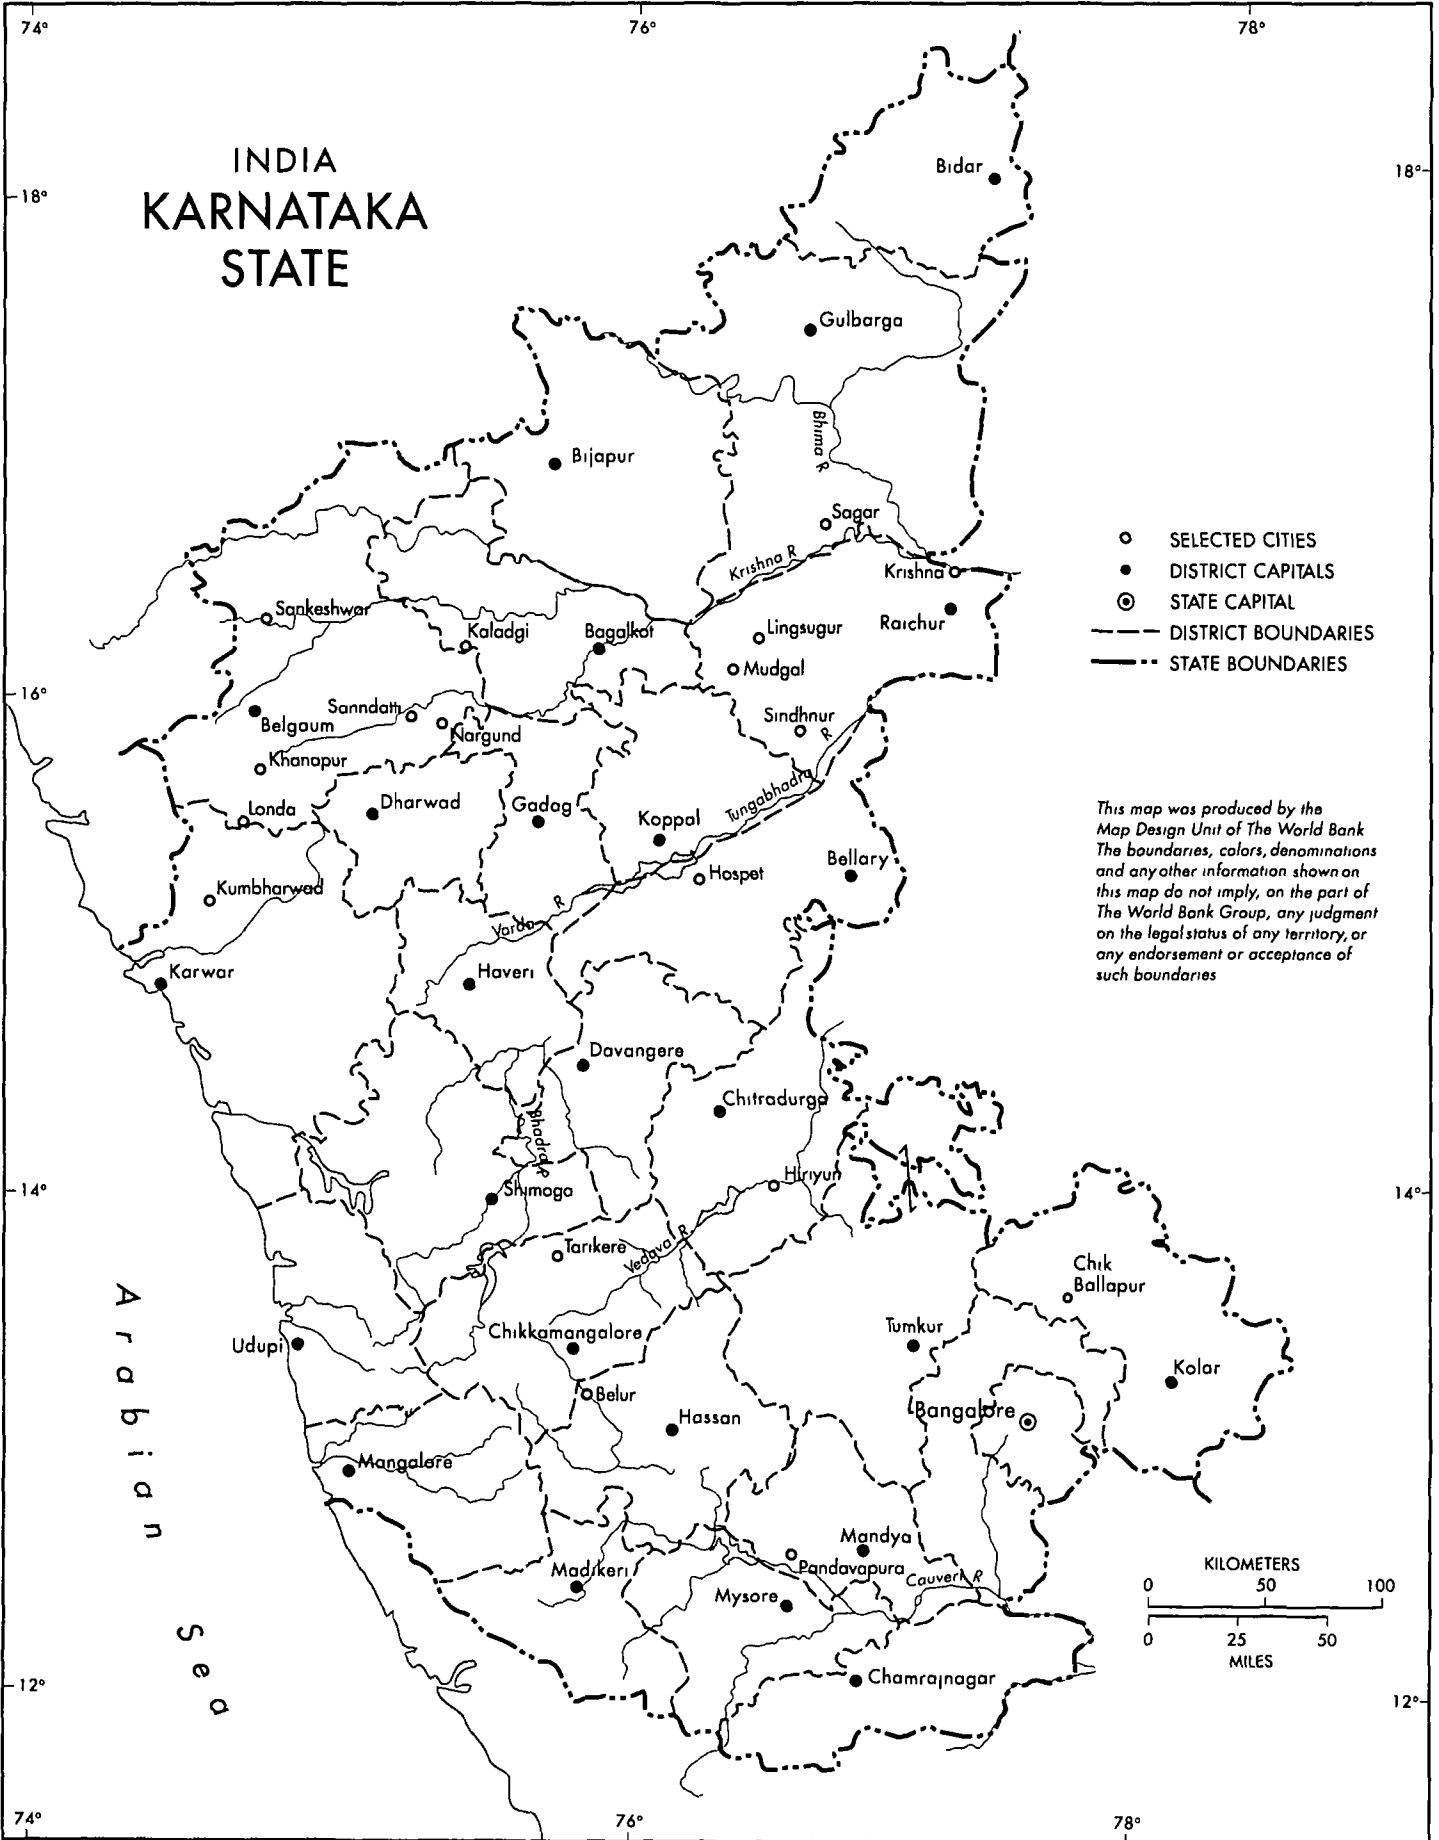 74°
76°
78°
INDIA
KARNATAKA
STATE
18°
18°
Bidar
Gulbarga
Bijapur
Bhima R
Sagar
Krishna R
Krishna
Raichur
SELECTED CITIES
DISTRICT CAPITALS
STATE CAPITAL
DISTRICT BOUNDARIES
STATE BOUNDARIES
Sankeshwar
Kaladgi
Bagalkot
Lingsugur
Mudgal
16°
Belgaum
Sanndatti
Nargund
Sindhnur
Khanapur
Londa
Dharwad
Gadag
Koppal
Tungabhadra R
Hospet
Bellary
Kumbharwad
Varda R
Karwar
Haveri
This map was produced by the
Map Design Unit of The World Bank
The boundaries, colors, denominations
and any other information shown on
this map do not imply, on the part of
The World Bank Group, any judgment
on the legal status of any territory, or
any endorsement or acceptance of
such boundaries
Davangere
Chitradurga
Bhadra R
Hiriyun
14°
14°
Shimoga
Tarikere
Vedava R
Chik
Ballapur
Udupi
Chikkamangalore
Tumkur
Kolar
Belur
Hassan
Bangalore
Mangalore
Arabian Sea
Madikeri
Mandya
Pandavapura
Mysore
Cauveri R
KILOMETERS
0 50 100
0 25 50
MILES
Chamrajnagar
12°
12°
74°
76°
78°